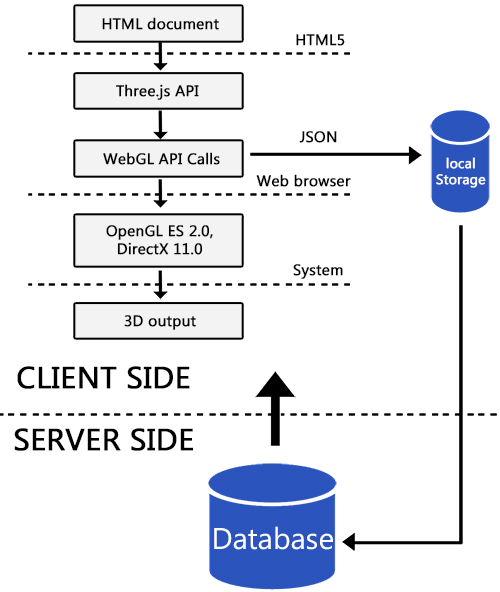 HTML document
HTML5
Three.js API
JSON
WebGL API Calls
local
Storage
Web browser
OpenGL ES 2.0,
DirectX 11.0
System
3D output
CLIENT SIDE
SERVER SIDE
Database